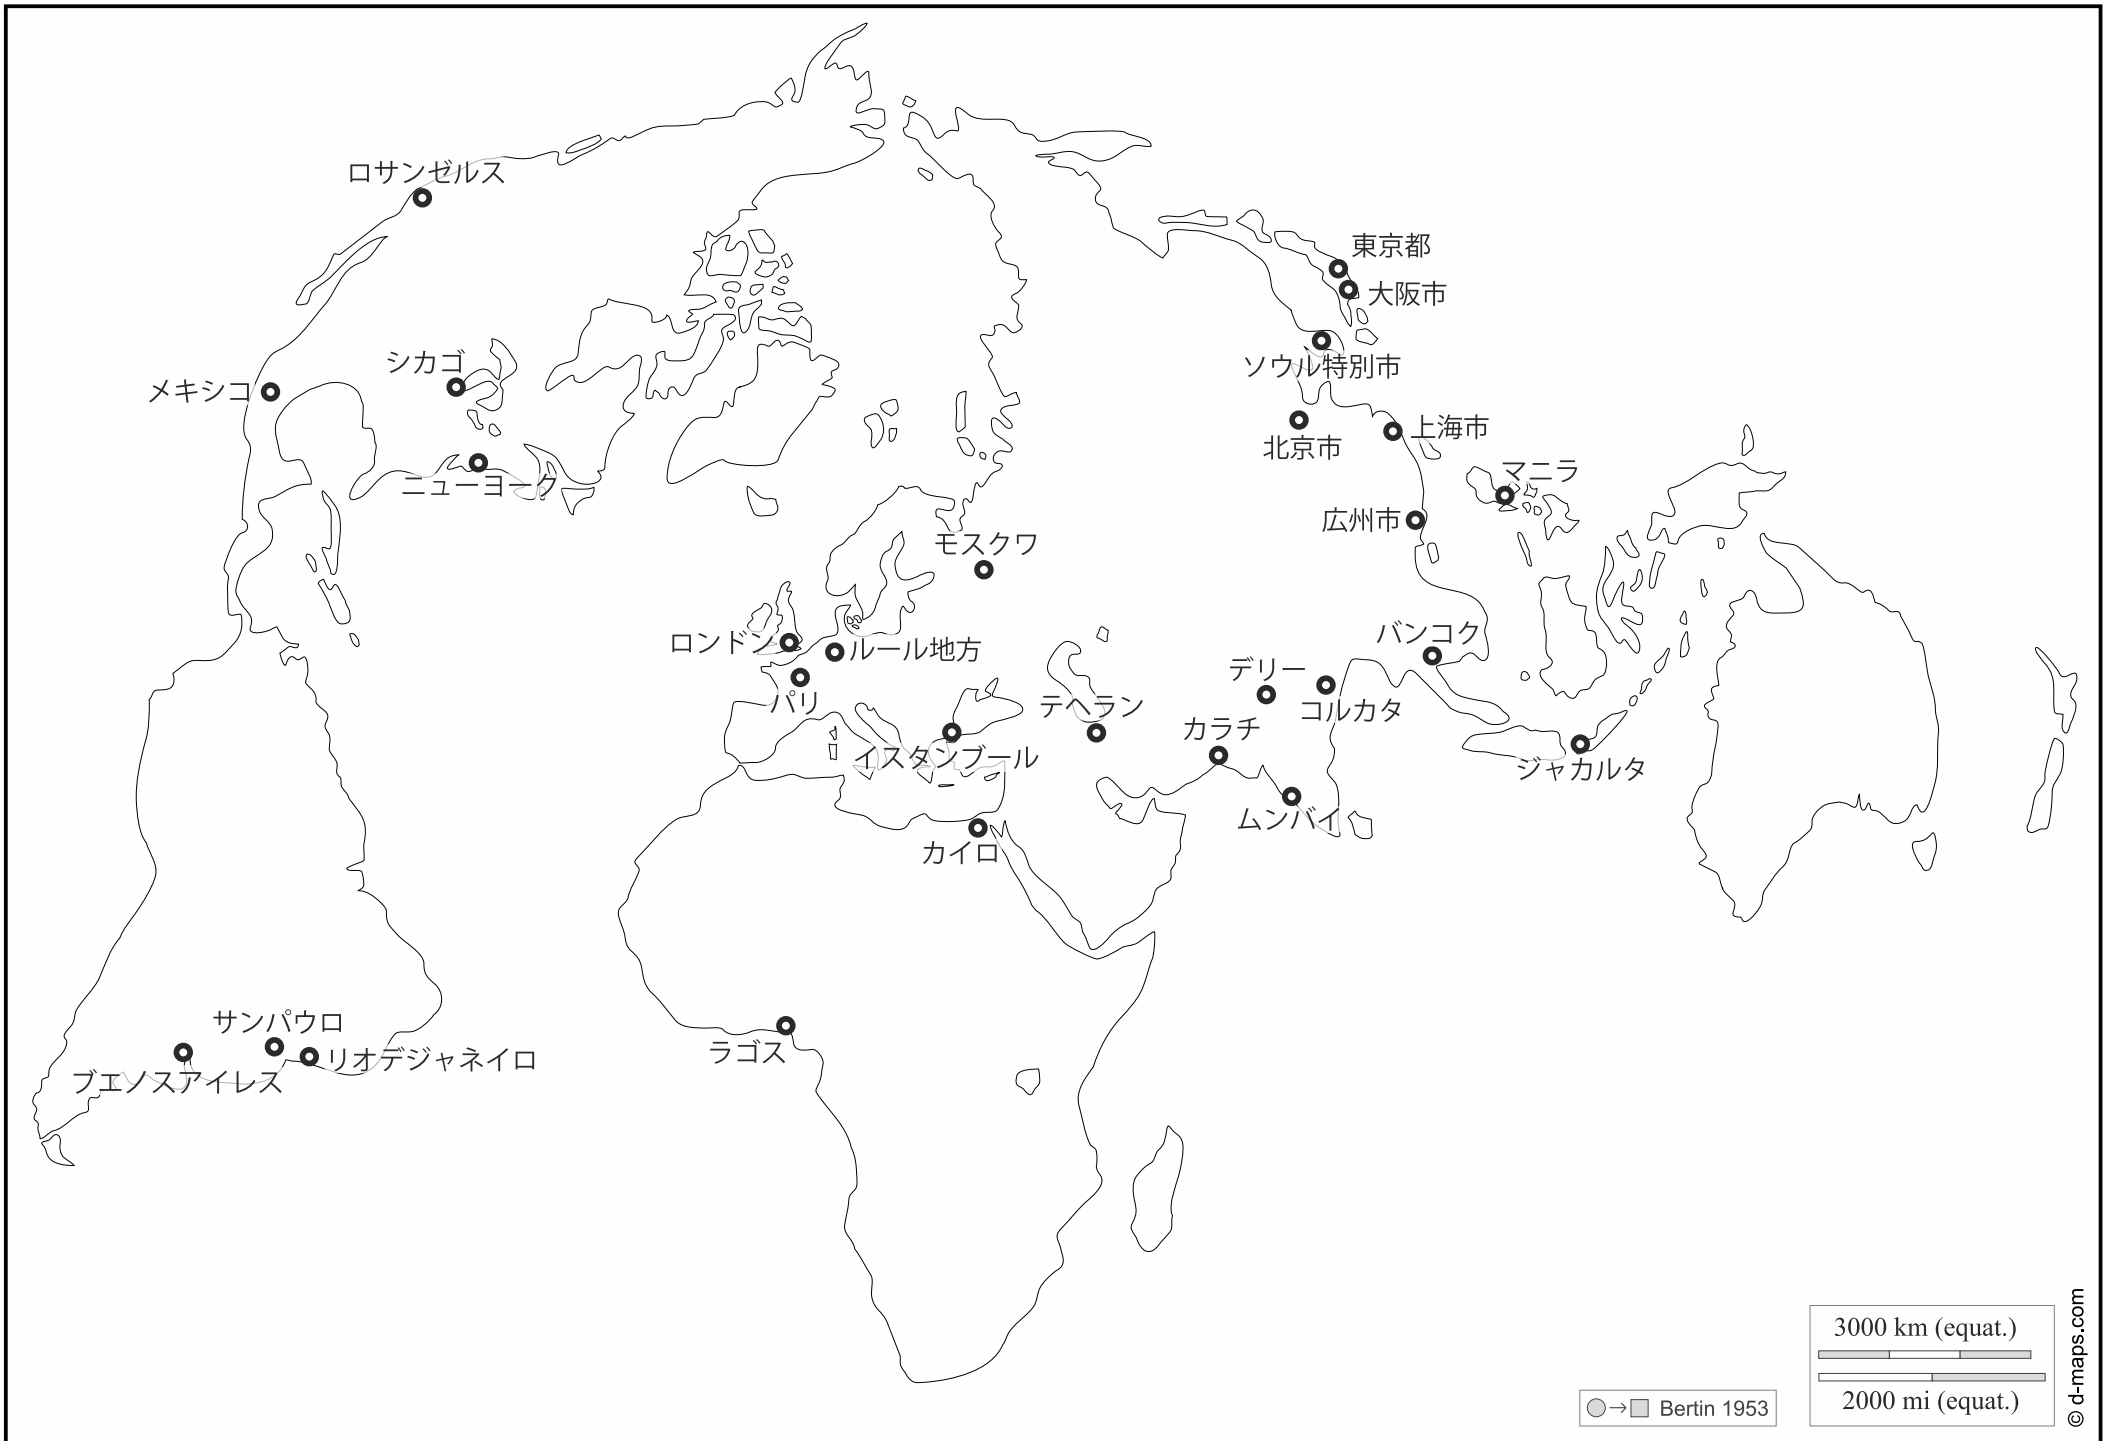 ロサンゼルス
東京都
大阪市
シカゴ
ソウル特別市
メキシコ
上海市
北京市
マニラ
ニューヨーク
広州市
モスクワ
バンコク
ロンドン
ルール地方
デリー
パリ
テヘラン
コルカタ
カラチ
イスタンブール
ジャカルタ
ムンバイ
カイロ
サンパウロ
ラゴス
リオデジャネイロ
ブエノスアイレス
3000 km (equat.)
2000 mi (equat.)
Bertin 1953
© d-maps.com